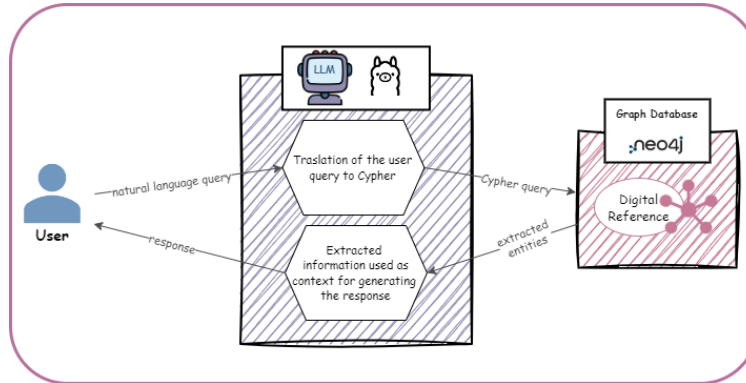 LLM
Graph Database
neo4j
Traslation of the user
query to Cypher
natural language query
Cypher query
Digital
Reference
User
response
Extracted
information used as
context for generating
the response
extracted
entities